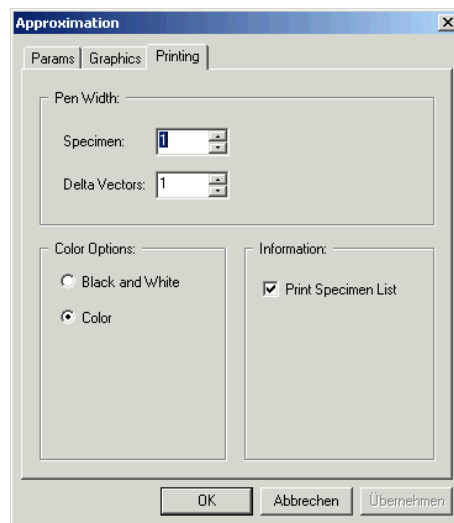 Approximation
Params Graphics Printing
Pen Width:
Specimen: 1
Delta Vectors: 1
Color Options:
Black and White
Color
Information:
Print Specimen List
OK Abbrechen Übernehmen